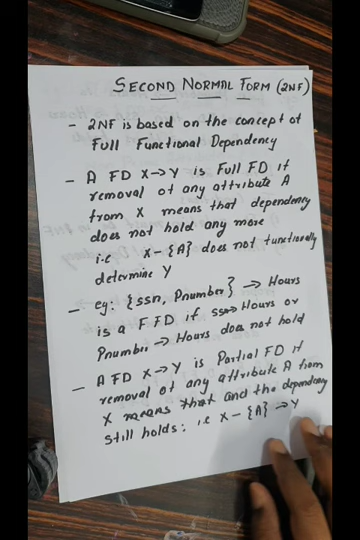 SECOND NORMAL FORM (2NF)
- 2NF is based on the concept of
Full Functional Dependency
- A FD X→Y is Full FD if
removal of any attribute A
from X means that dependency
does not hold any more
i.e X-{A} does not functionally
determine Y
- eg: {ssn, Pnumber} → Hours
is a FFD if ssn→Hours or
Pnumber → Hours does not hold
- A FD X→Y is Partial FD if
removal of any attribute A from
X means that and the dependency
still holds: i.e X-{A}→Y